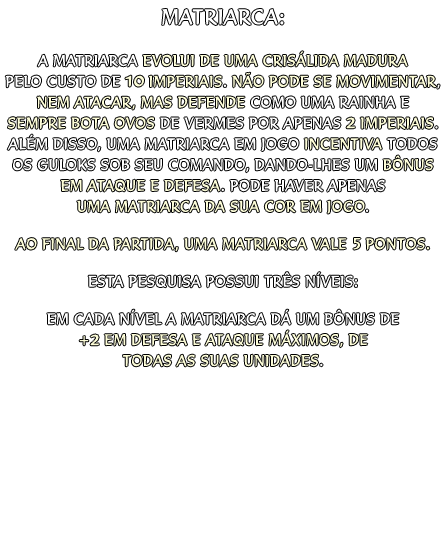 MATRIARCA:
A MATRIARCA EVOLUI DE UMA CRISÁLIDA MADURA
PELO CUSTO DE 10 IMPERIAIS. NÃO PODE SE MOVIMENTAR,
NEM ATACAR, MAS DEFENDE COMO UMA RAINHA E
SEMPRE BOTA OVOS DE VERMES POR APENAS 2 IMPERIAIS.
ALÉM DISSO, UMA MATRIARCA EM JOGO INCENTIVA TODOS
OS GULOKS SOB SEU COMANDO, DANDO-LHES UM BÔNUS
EM ATAQUE E DEFESA. PODE HAVER APENAS
UMA MATRIARCA DA SUA COR EM JOGO.
AO FINAL DA PARTIDA, UMA MATRIARCA VALE 5 PONTOS.
ESTA PESQUISA POSSUI TRÊS NÍVEIS:
EM CADA NÍVEL A MATRIARCA DÁ UM BÔNUS DE
+2 EM DEFESA E ATAQUE MÁXIMOS, DE
TODAS AS SUAS UNIDADES.